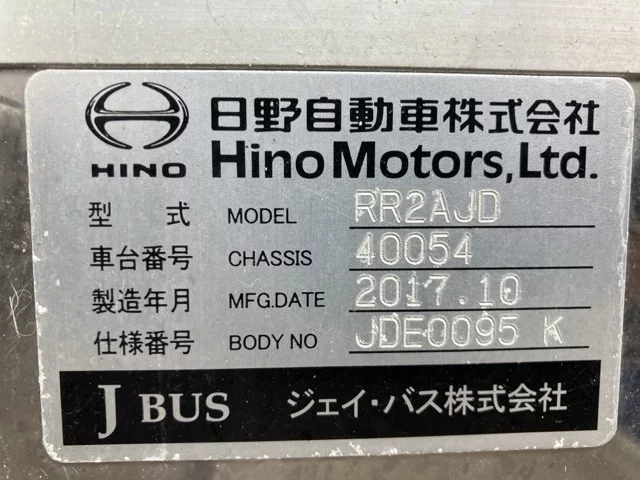 日野自動車株式会社
HINO Hino Motors, Ltd.
型 式 MODEL RR2AJD
車台番号 CHASSIS 40054
製造年月 MFG.DATE 2017.10
仕様番号 BODY NO JDE0095 K
J BUS ジェイ・バス株式会社